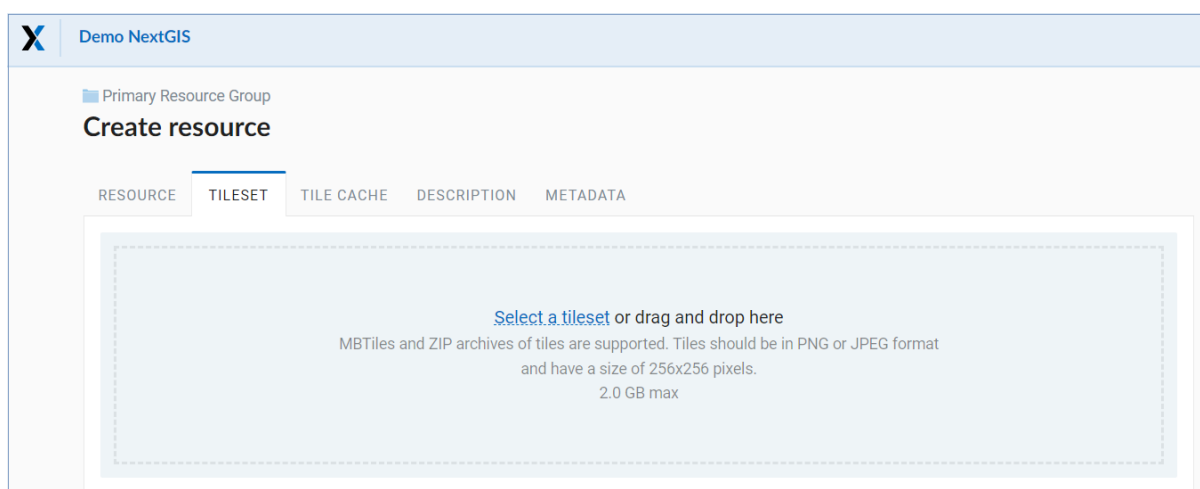 Demo NextGIS
Primary Resource Group
Create resource
RESOURCE TILESET TILE CACHE DESCRIPTION METADATA
Select a tileset or drag and drop here
MBTiles and ZIP archives of tiles are supported. Tiles should be in PNG or JPEG format
and have a size of 256x256 pixels.
2.0 GB max